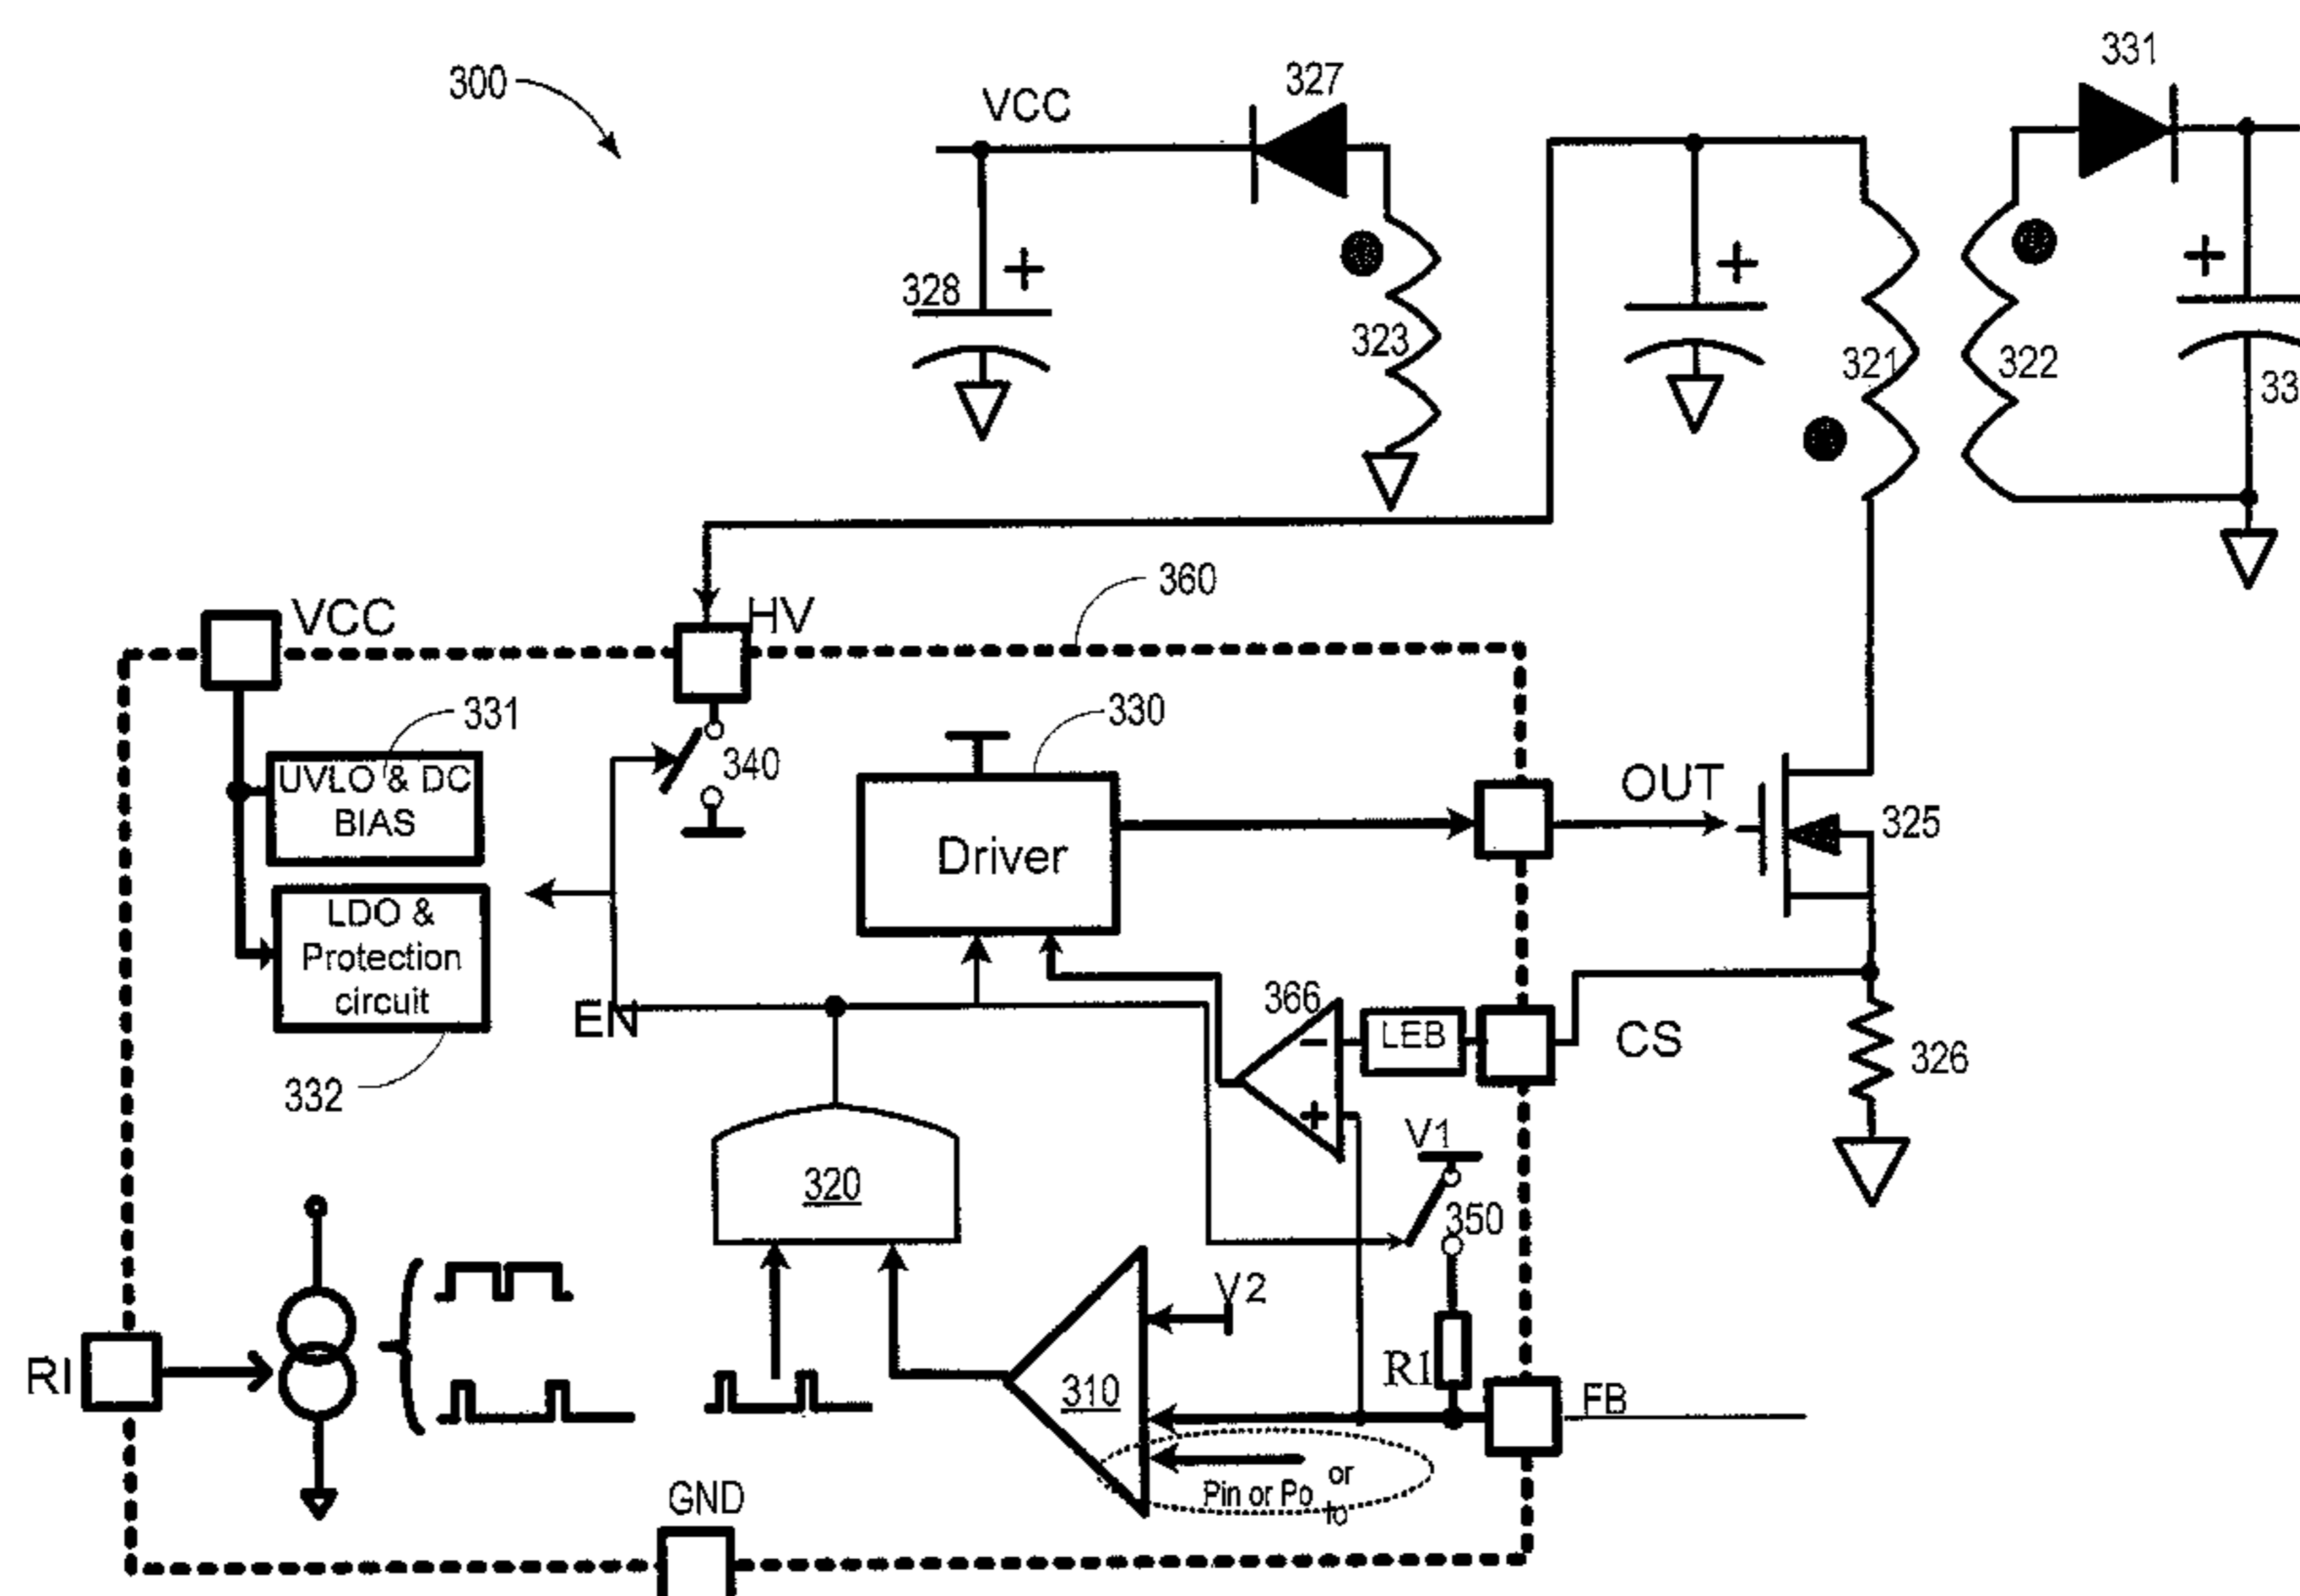 331
327
300
VCC
+
+
+
328
323
321
322
33
360
VCC
HV
331
330
340
UVLO & DC
BIAS
OUT
325
Driver
LDO &
Protection
circuit
EN
366
-
LEB
CS
326
332
+
V1
320
350
V2
RI
R1
310
FB
Pin or Po or
Io
GND